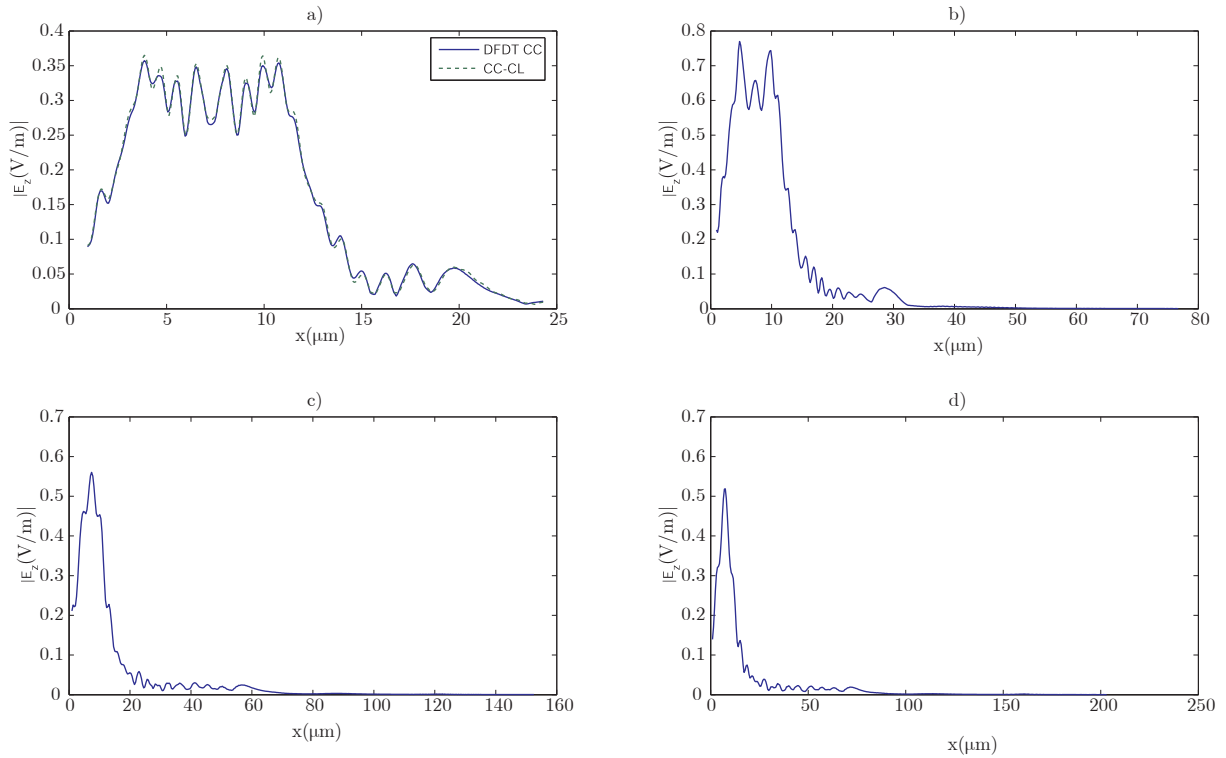 a)
0.4
0.35
0.3
0.25
0.2
0.15
0.1
0.05
0
0 5 10 15 20 25
|E_z(V/m)|
x(μm)
DFDT CC
CC-CL
b)
0.8
0.7
0.6
0.5
0.4
0.3
0.2
0.1
0
0 10 20 30 40 50 60 70 80
|E_z(V/m)|
x(μm)
c)
0.7
0.6
0.5
0.4
0.3
0.2
0.1
0
0 20 40 60 80 100 120 140 160
|E_z(V/m)|
x(μm)
d)
0.7
0.6
0.5
0.4
0.3
0.2
0.1
0
0 50 100 150 200 250
|E_z(V/m)|
x(μm)